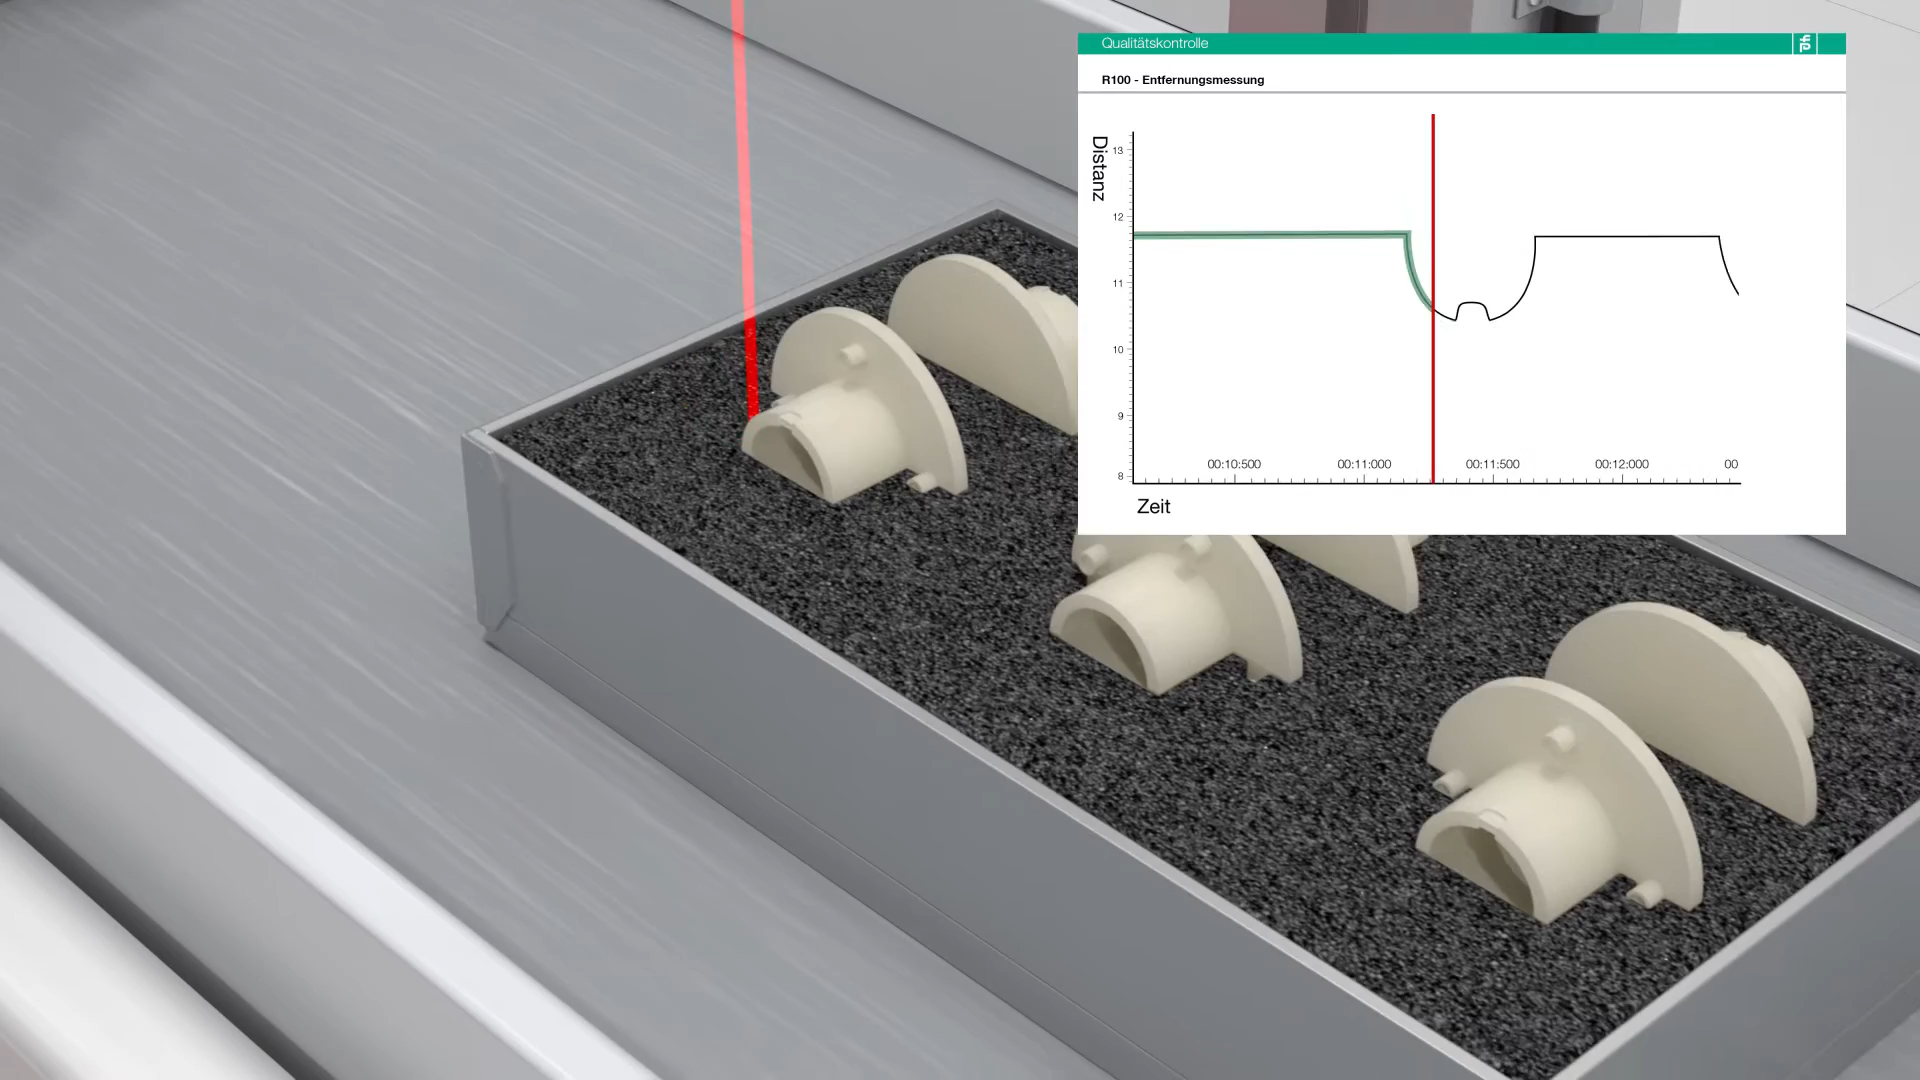 Qualitätskontrolle
R100 - Entfernungsmessung
Distanz
13
12
11
10
9
8
00:10:500 00:11:000 00:11:500 00:12:000 00
Zeit